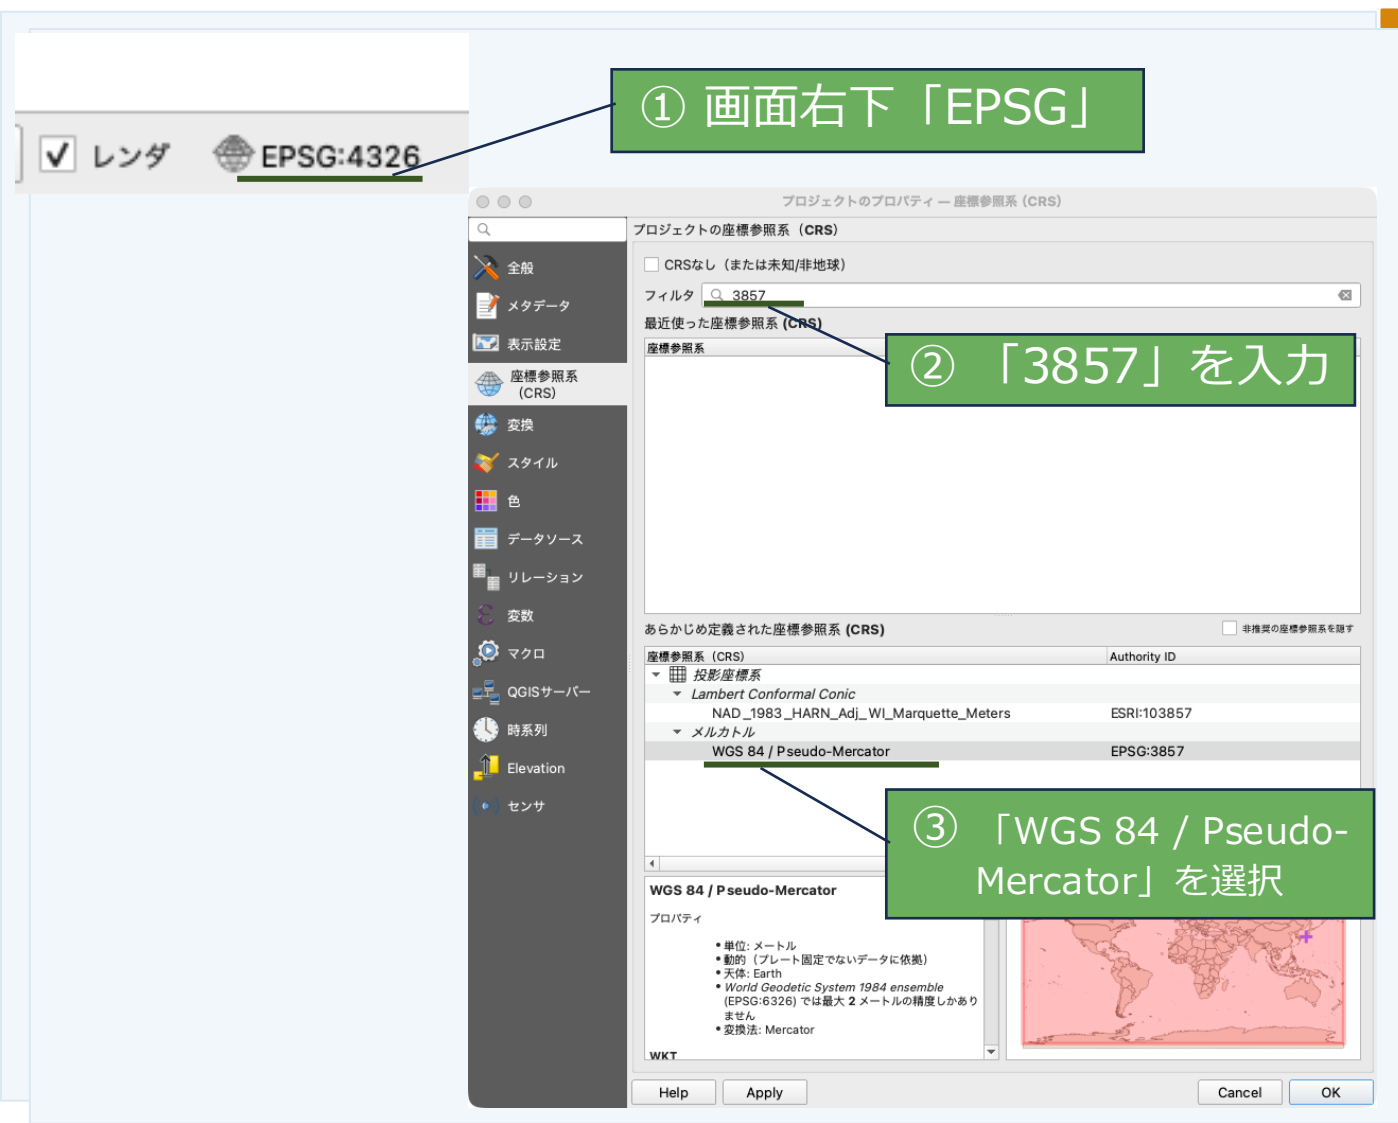 ① 画面右下「EPSG」
レンダ EPSG:4326
プロジェクトのプロパティ — 座標参照系 (CRS)
プロジェクトの座標参照系（CRS）
全般
メタデータ
表示設定
座標参照系
(CRS)
変換
スタイル
色
データソース
リレーション
変数
マクロ
QGISサーバー
時系列
Elevation
センサ
CRSなし（または未知/非地球）
フィルタ 3857
最近使った座標参照系 (CRS)
座標参照系
② 「3857」を入力
あらかじめ定義された座標参照系 (CRS)
非推奨の座標参照系を隠す
座標参照系（CRS) Authority ID
投影座標系
Lambert Conformal Conic
NAD_1983_HARN_Adj_WI_Marquette_Meters ESRI:103857
メルカトル
WGS 84 / Pseudo-Mercator EPSG:3857
③ 「WGS 84 / Pseudo-
Mercator」を選択
WGS 84 / Pseudo-Mercator
プロパティ
• 単位: メートル
• 動的（プレート固定でないデータに依拠）
• 天体: Earth
• World Geodetic System 1984 ensemble
(EPSG:6326) では最大 2 メートルの精度しかあり
ません
• 変換法: Mercator
WKT
Help Apply Cancel OK